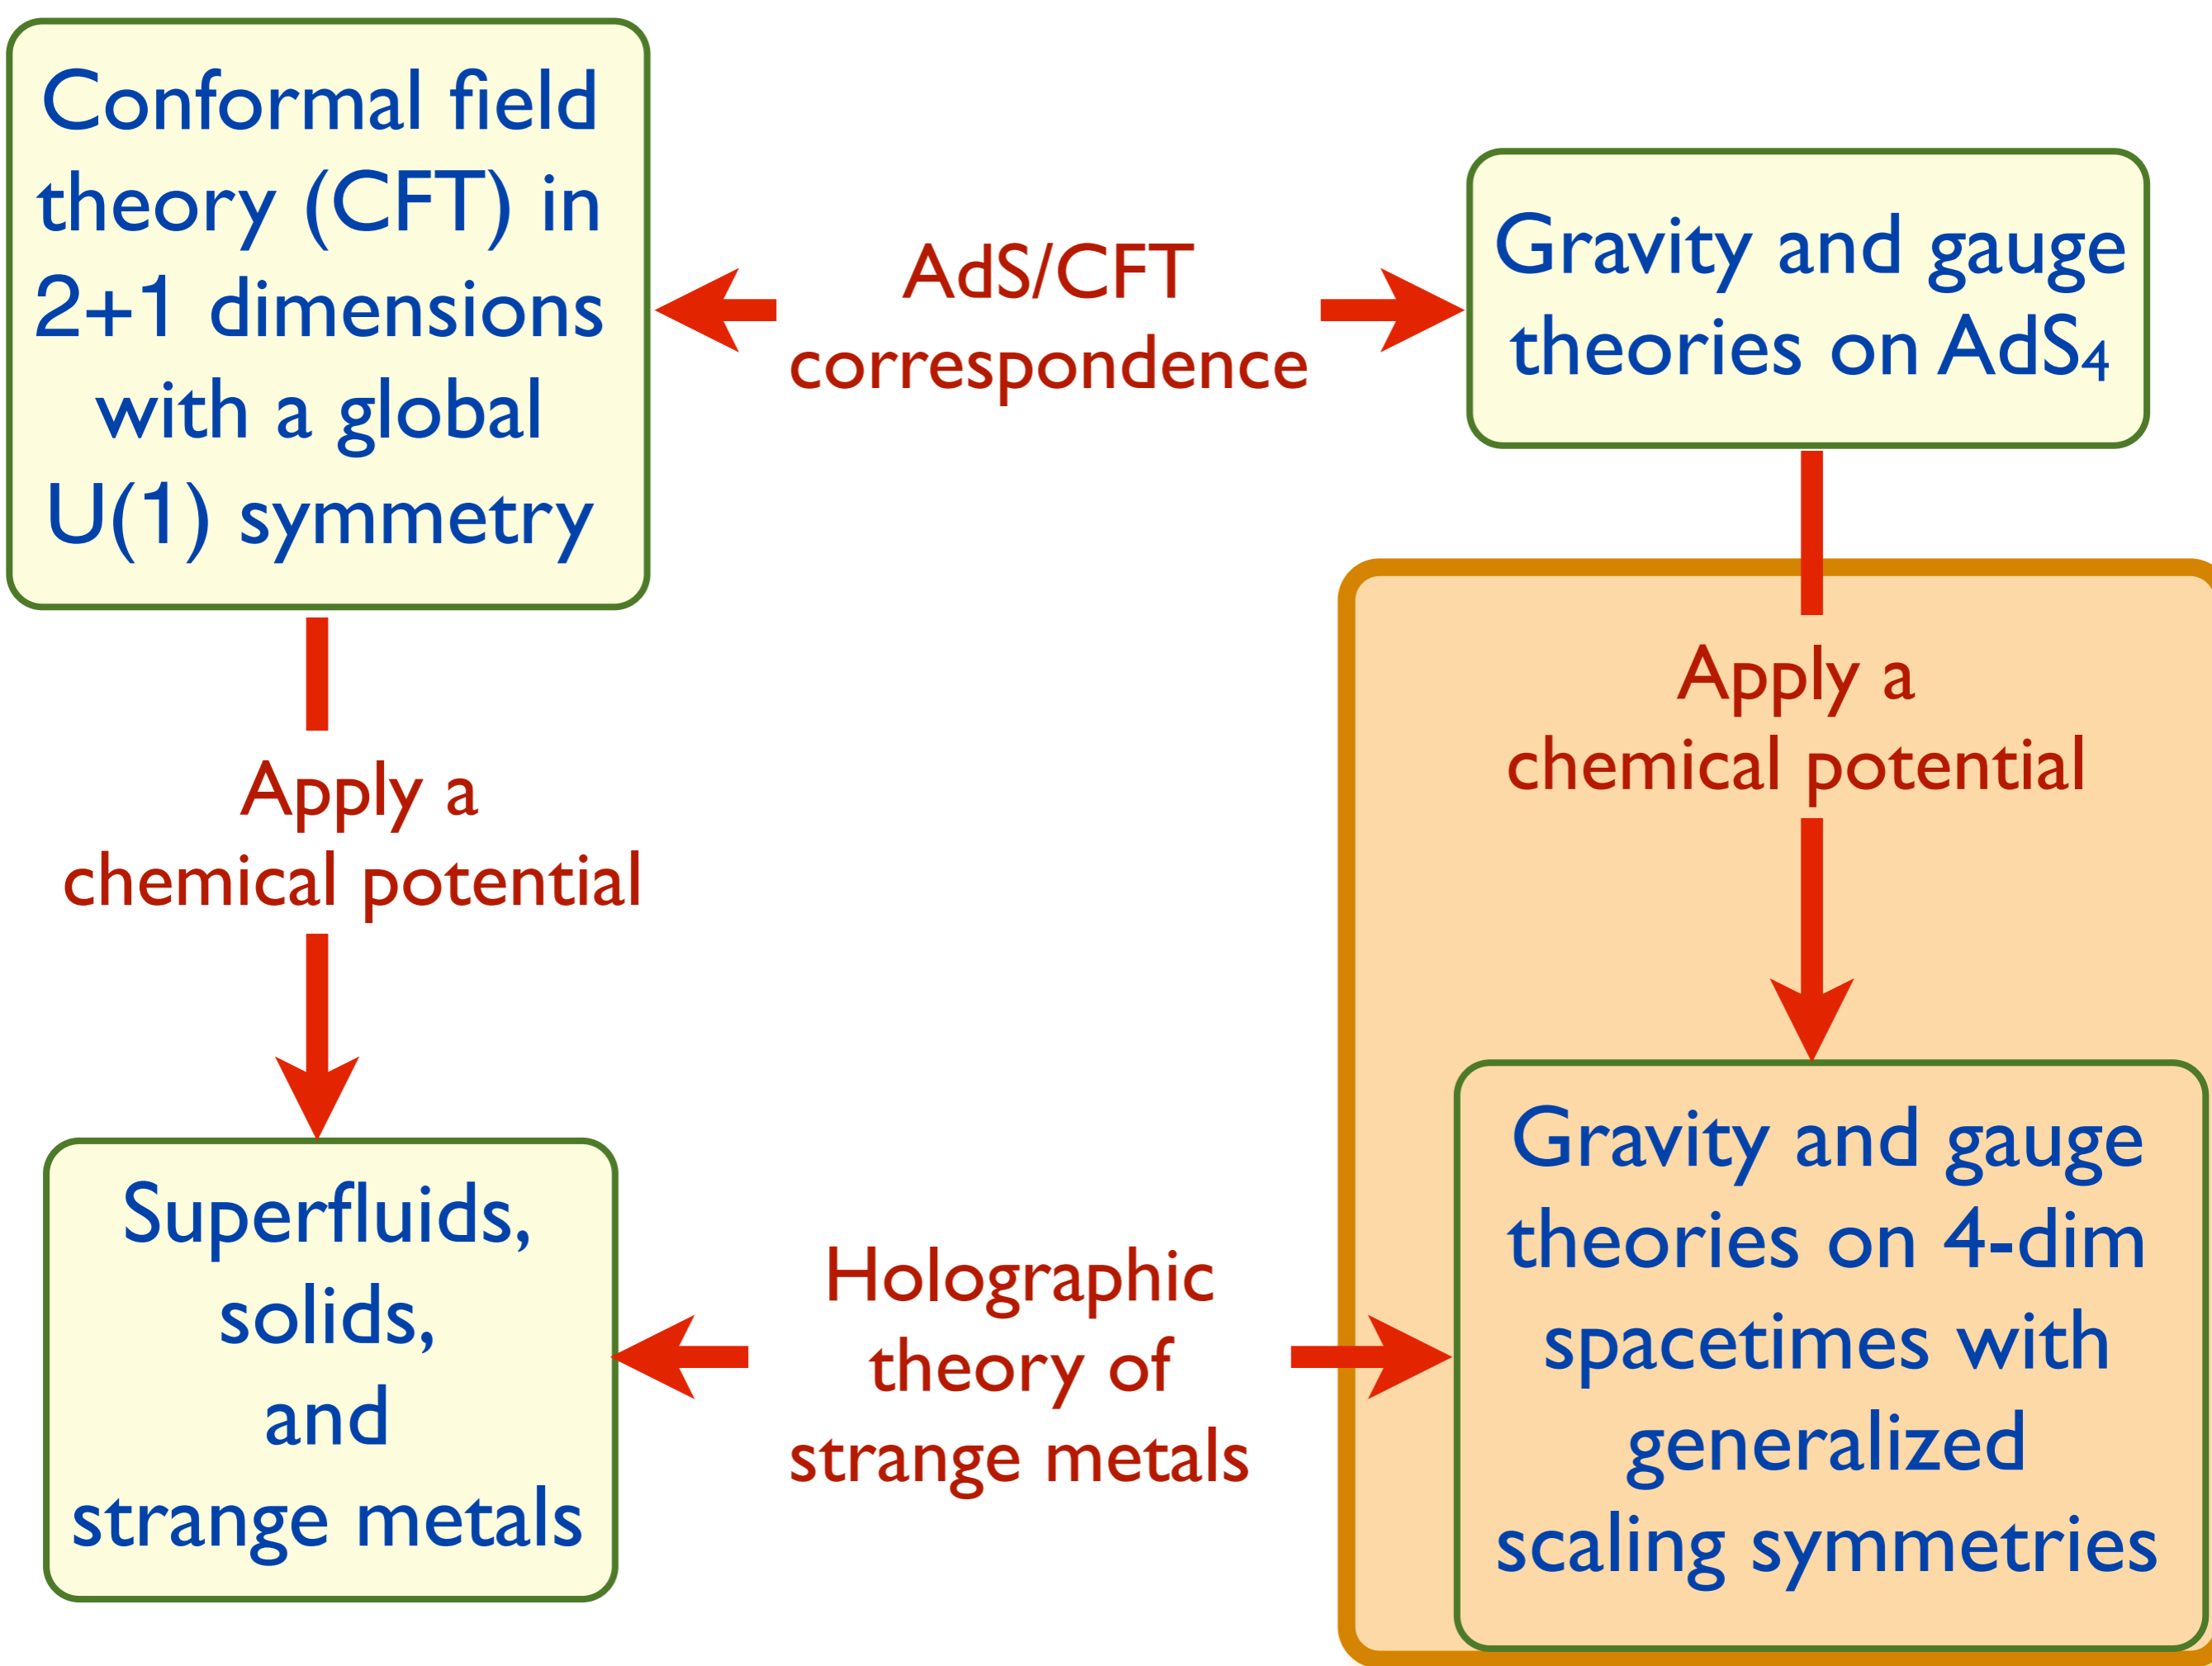 Conformal field
theory (CFT) in
2+1 dimensions
with a global
U(1) symmetry
AdS/CFT
correspondence
Gravity and gauge
theories on AdS₄
Apply a
chemical potential
Apply a
chemical potential
Superfluids,
solids,
and
strange metals
Holographic
theory of
strange metals
Gravity and gauge
theories on 4-dim
spacetimes with
generalized
scaling symmetries